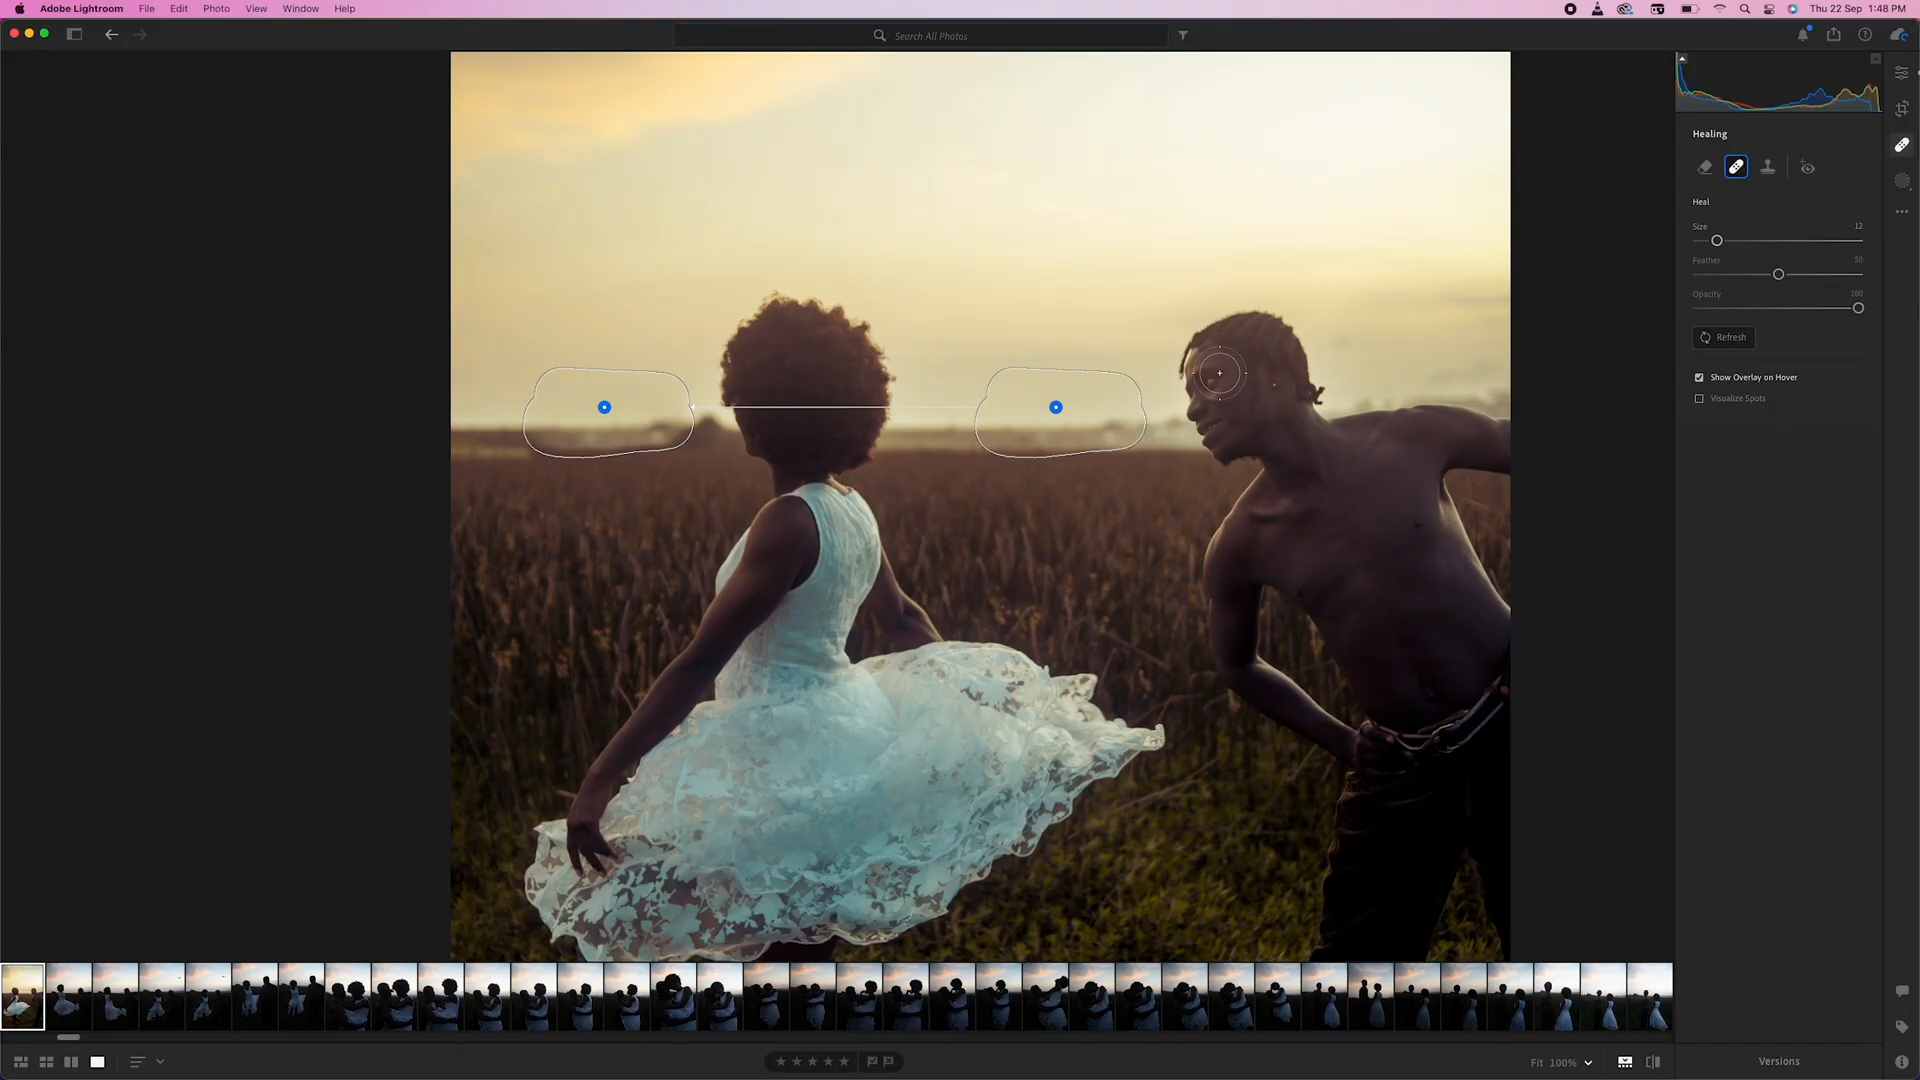 Adobe Lightroom File Edit Photo View Window Help Thu 22 Sep 1:48 PM
Search All Photos
Healing
Heal
Size 12
Feather 50
Opacity 100
Refresh
Show Overlay on Hover
Visualize Spots
Fit 100% Versions